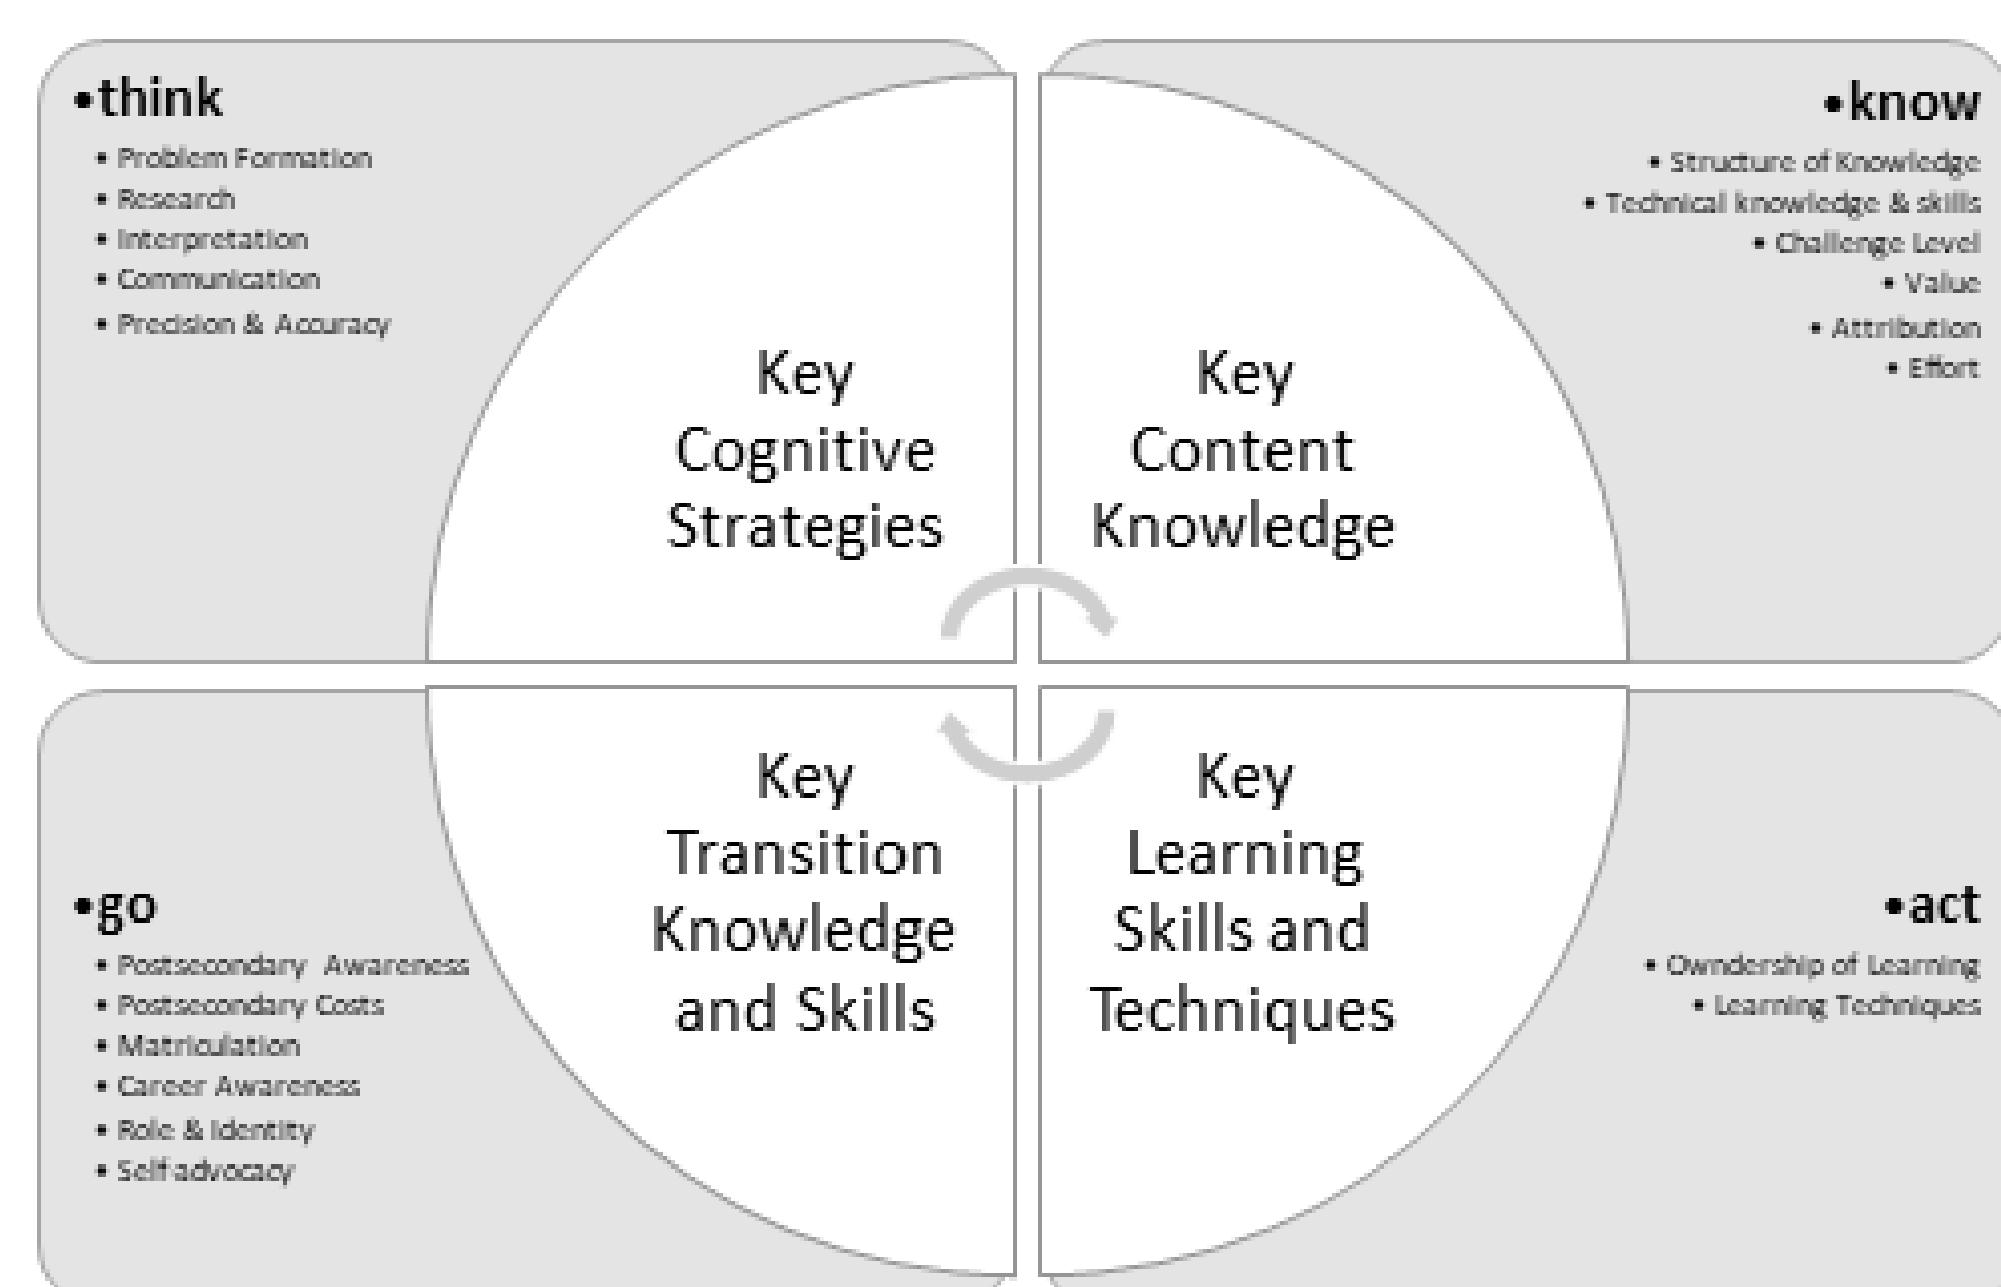 •think
• Problem Formation
• Research
• Interpretation
• Communication
• Precision & Accuracy
Key
Cognitive
Strategies
•know
• Structure of Knowledge
• Technical knowledge & skills
• Challenge Level
• Value
• Attribution
• Effort
Key
Content
Knowledge
•go
• Postsecondary Awareness
• Postsecondary Costs
• Matriculation
• Career Awareness
• Role & Identity
• Self-advocacy
Key
Transition
Knowledge
and Skills
Key
Learning
Skills and
Techniques
•act
• Owndership of Learning
• Learning Techniques